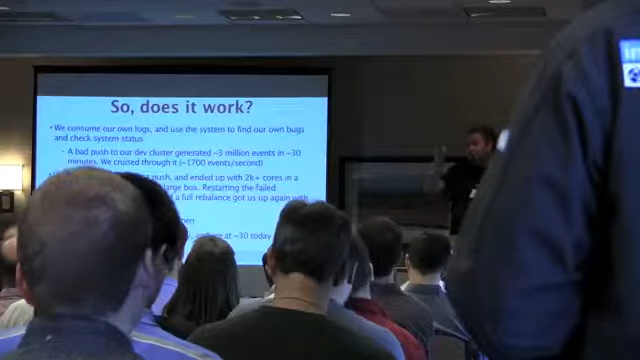 So, does it work?
• We consume our own logs, and use the system to find our own bugs
and check system status
• A bad push to our dev cluster generated ~3 million events in ~30
minutes. We cruised through it (~1700 events/second)
push, and ended up with 2k+ cores in a
large box. Restarting the failed
a full rebalance got us up again with
at ~30 today